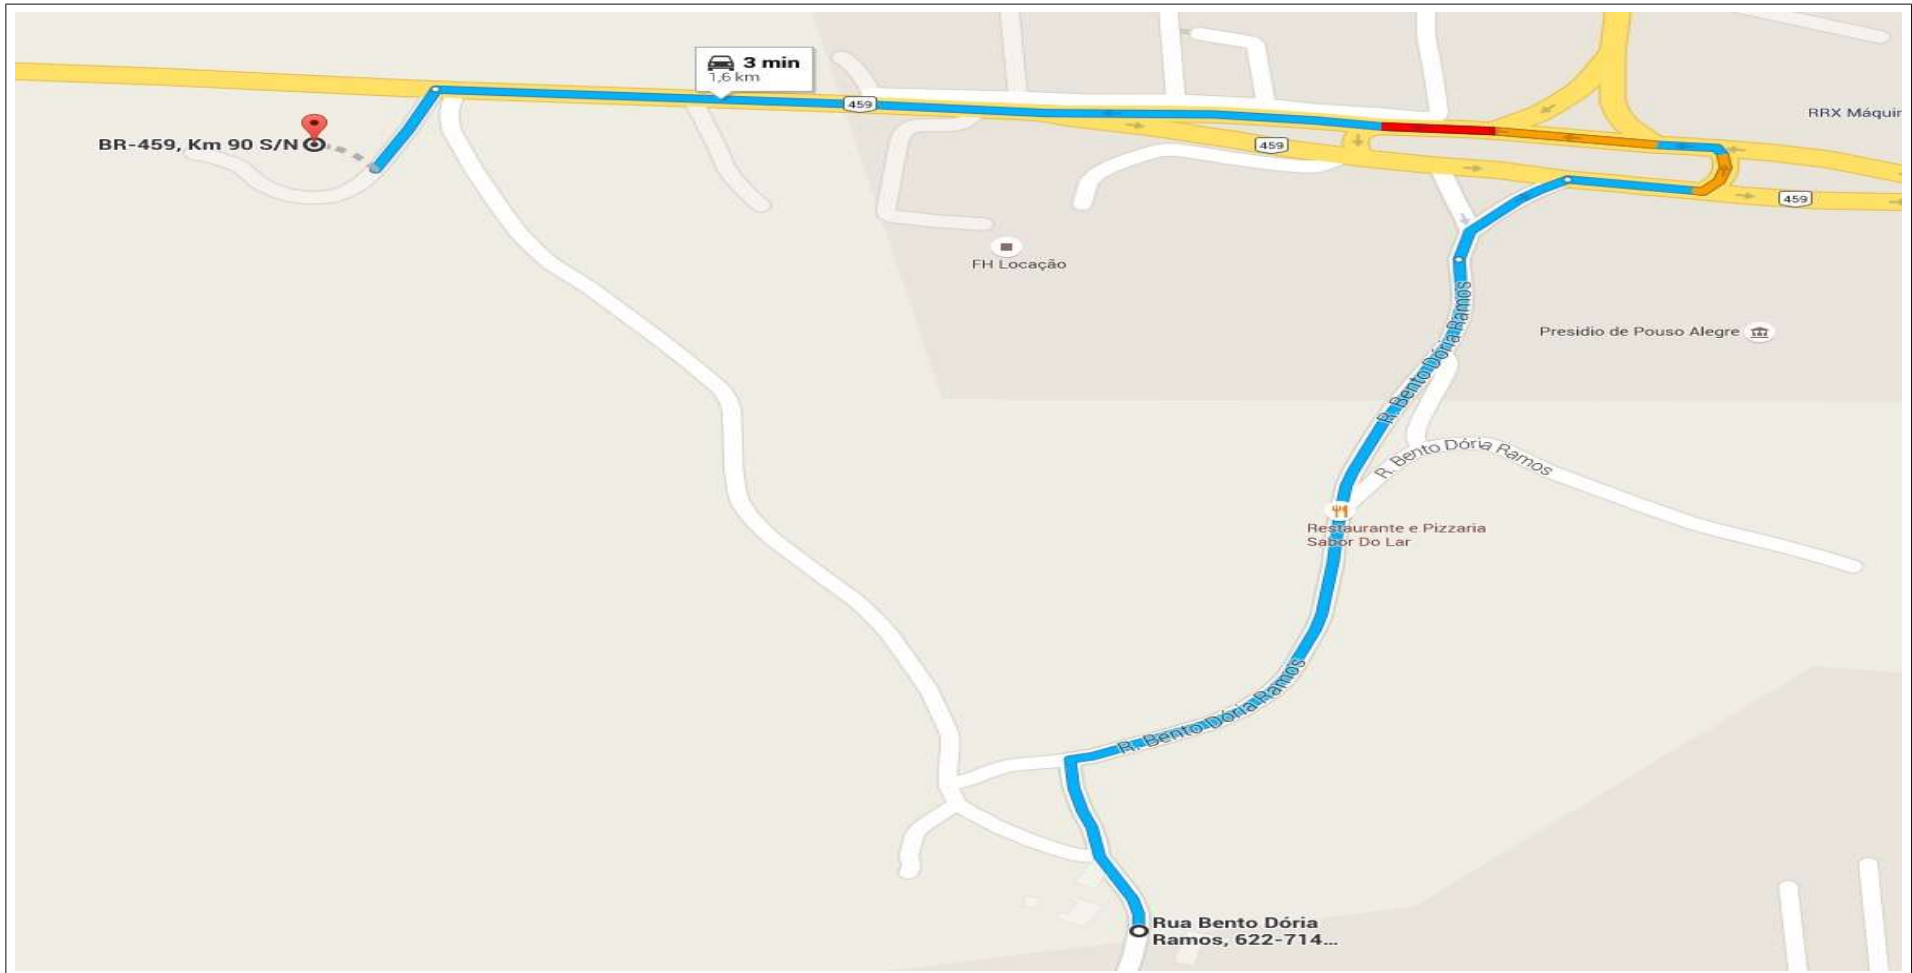 3 min
1,6 km
459
RRX Máquir
BR-459, Km 90 S/N
459
459
FH Locação
R. Bento Dória Ramos
Presidio de Pouso Alegre
R. Bento Dória Ramos
Restaurante e Pizzaria
Sabor Do Lar
R. Bento Dória Ramos
Rua Bento Dória
Ramos, 622-714...